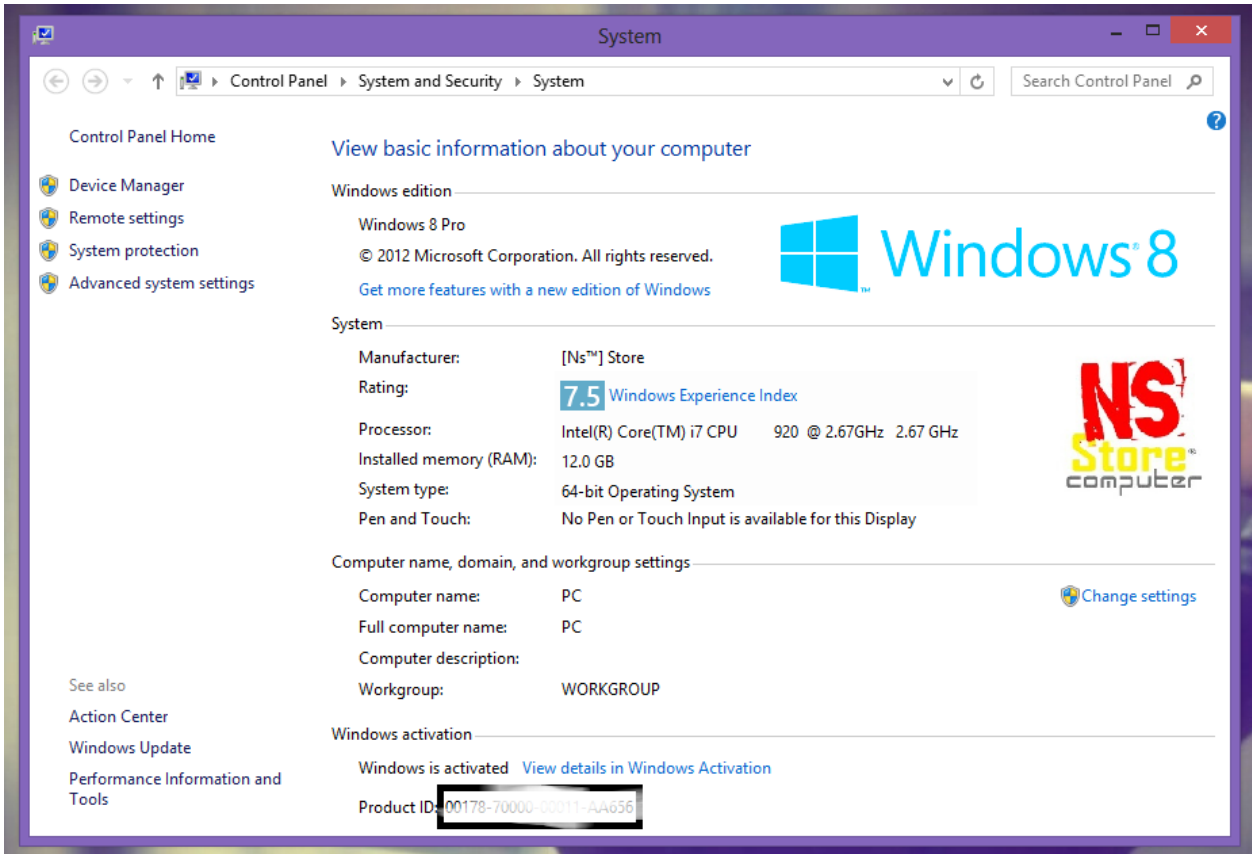 System
Control Panel System and Security System
Search Control Panel
Control Panel Home
Device Manager
Remote settings
System protection
Advanced system settings
View basic information about your computer
Windows edition
Windows 8 Pro
© 2012 Microsoft Corporation. All rights reserved.
Get more features with a new edition of Windows
Windows® 8 ™
System
Manufacturer: [Ns™] Store
Rating: 7.5 Windows Experience Index
Processor: Intel(R) Core(TM) i7 CPU 920 @ 2.67GHz 2.67 GHz
Installed memory (RAM): 12.0 GB
System type: 64-bit Operating System
Pen and Touch: No Pen or Touch Input is available for this Display
NS
Store®
computer
Computer name, domain, and workgroup settings
Computer name: PC
Change settings
Full computer name: PC
Computer description:
Workgroup: WORKGROUP
Windows activation
Windows is activated View details in Windows Activation
Product ID:
See also
Action Center
Windows Update
Performance Information and
Tools